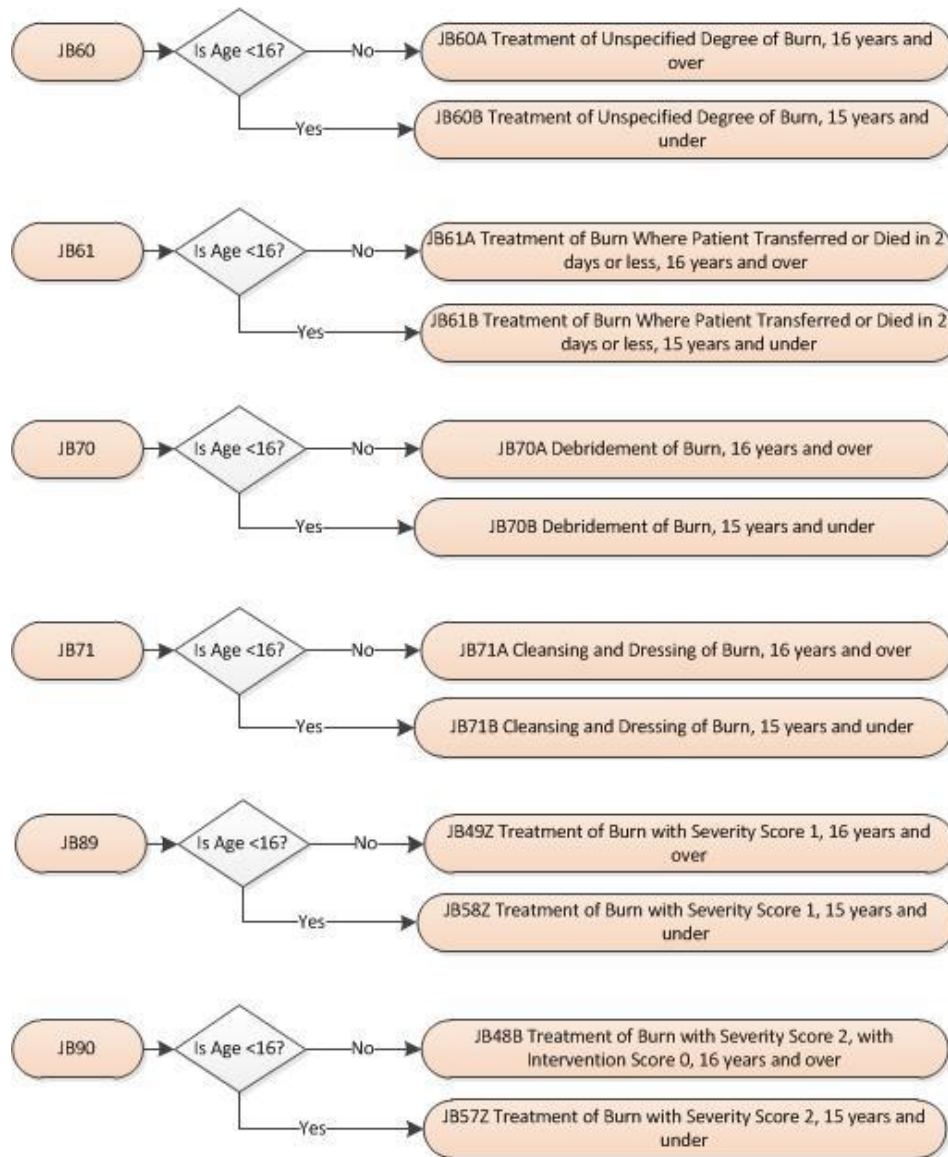 JB60
Is Age <16?
No
JB60A Treatment of Unspecified Degree of Burn, 16 years and
over
Yes
JB60B Treatment of Unspecified Degree of Burn, 15 years and
under
JB61
Is Age <16?
No
JB61A Treatment of Burn Where Patient Transferred or Died in 2
days or less, 16 years and over
Yes
JB61B Treatment of Burn Where Patient Transferred or Died in 2
days or less, 15 years and under
JB70
Is Age <16?
No
JB70A Debridement of Burn, 16 years and over
Yes
JB70B Debridement of Burn, 15 years and under
JB71
Is Age <16?
No
JB71A Cleansing and Dressing of Burn, 16 years and over
Yes
JB71B Cleansing and Dressing of Burn, 15 years and under
JB89
Is Age <16?
No
JB49Z Treatment of Burn with Severity Score 1, 16 years and
over
Yes
JB58Z Treatment of Burn with Severity Score 1, 15 years and
under
JB90
Is Age <16?
No
JB48B Treatment of Burn with Severity Score 2, with
Intervention Score 0, 16 years and over
Yes
JB57Z Treatment of Burn with Severity Score 2, 15 years and
under